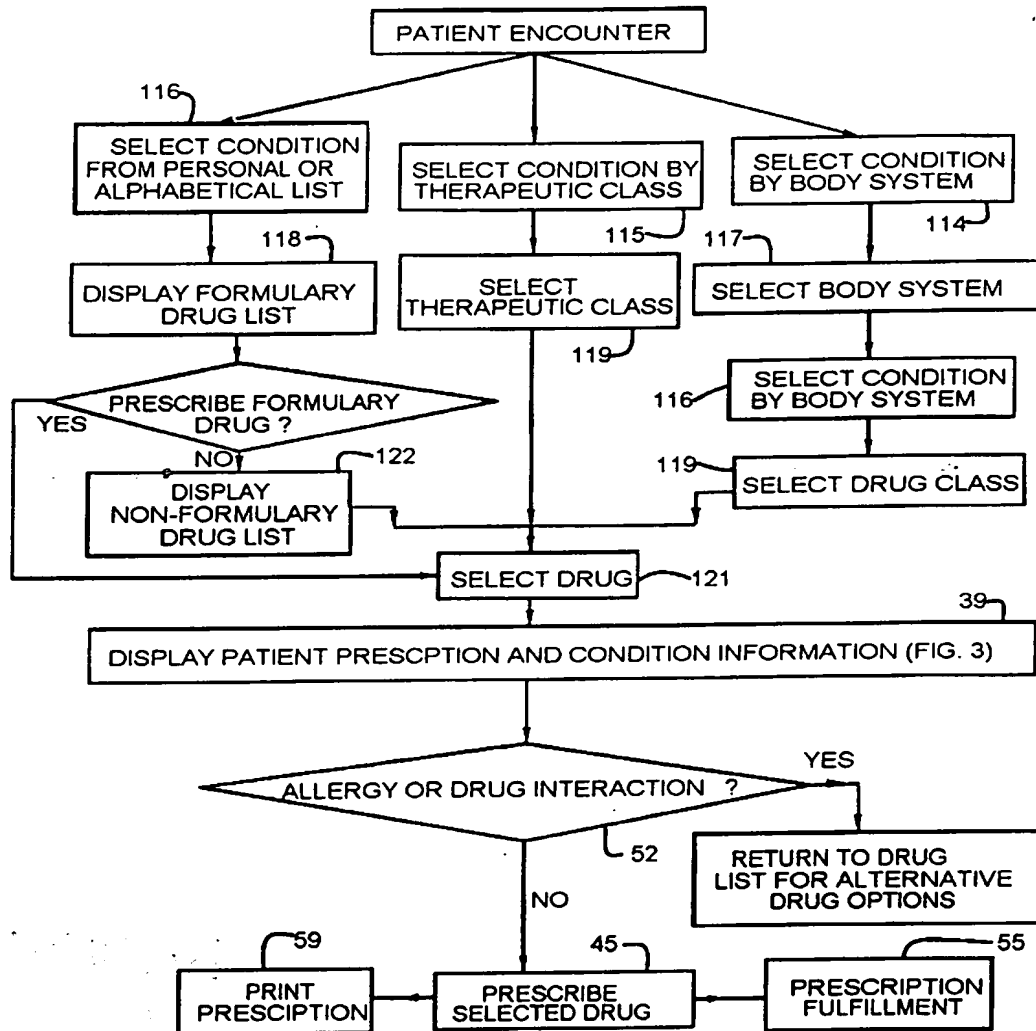 PATIENT ENCOUNTER
116
SELECT CONDITION
FROM PERSONAL OR
ALPHABETICAL LIST
SELECT CONDITION BY
THERAPEUTIC CLASS
115
SELECT CONDITION
BY BODY SYSTEM
114
118
DISPLAY FORMULARY
DRUG LIST
SELECT
THERAPEUTIC CLASS
119
117
SELECT BODY SYSTEM
116
SELECT CONDITION
BY BODY SYSTEM
PRESCRIBE FORMULARY
DRUG ?
YES
NO
122
DISPLAY
NON-FORMULARY
DRUG LIST
119
SELECT DRUG CLASS
SELECT DRUG
121
39
DISPLAY PATIENT PRESCPTION AND CONDITION INFORMATION (FIG. 3)
ALLERGY OR DRUG INTERACTION ?
YES
52
NO
RETURN TO DRUG
LIST FOR ALTERNATIVE
DRUG OPTIONS
59
PRINT
PRESCIPTION
45
PRESCRIBE
SELECTED DRUG
55
PRESCRIPTION
FULFILLMENT